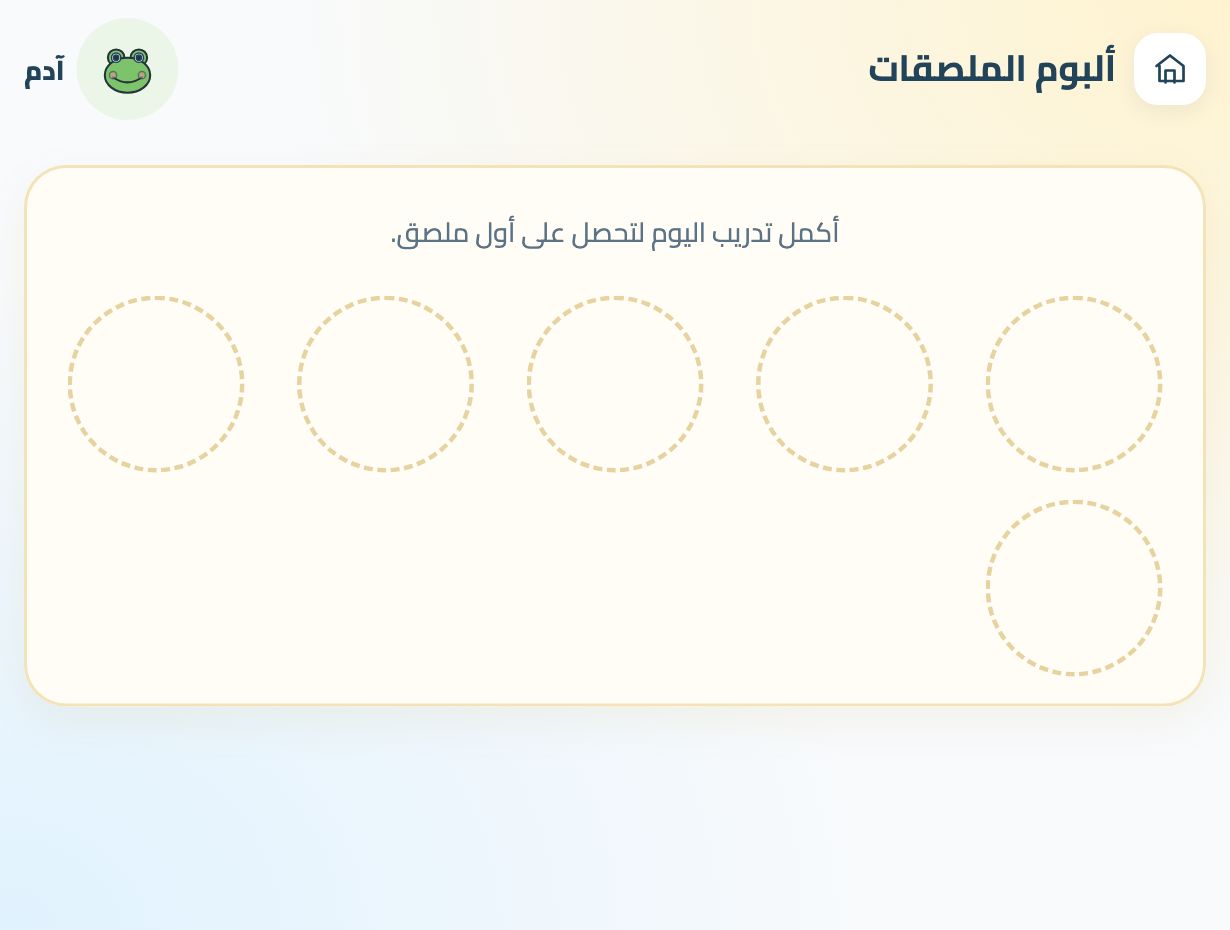 ألبوم الملصقات
آدم
أكمل تدريب اليوم لتحصل على أول ملصق.